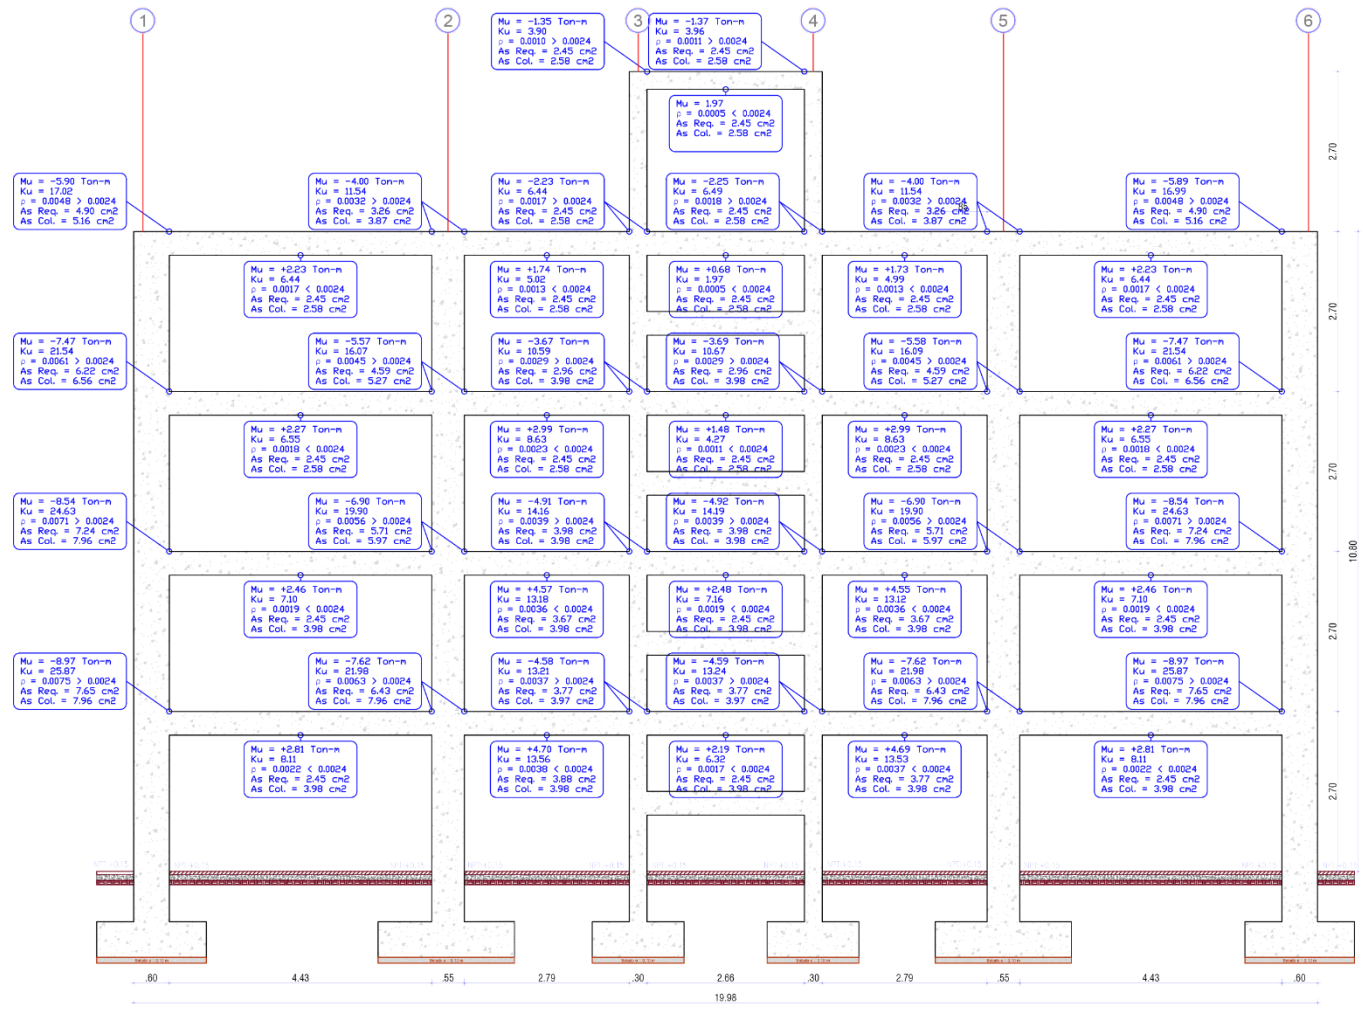 1
2
3
4
5
6
Mu = -1.35 Ton-m
Ku = 3.90
ρ = 0.0010 > 0.0024
As Req. = 2.45 cm2
As Col. = 2.58 cm2
Mu = -1.37 Ton-m
Ku = 3.96
ρ = 0.0011 > 0.0024
As Req. = 2.45 cm2
As Col. = 2.58 cm2
Mu = 1.97
ρ = 0.0005 < 0.0024
As Req. = 2.45 cm2
As Col. = 2.58 cm2
2.70
Mu = -5.90 Ton-m
Ku = 17.02
ρ = 0.0048 > 0.0024
As Req. = 4.90 cm2
As Col. = 5.16 cm2
Mu = -4.00 Ton-m
Ku = 11.54
ρ = 0.0032 > 0.0024
As Req. = 3.26 cm2
As Col. = 3.87 cm2
Mu = -2.23 Ton-m
Ku = 6.44
ρ = 0.0017 > 0.0024
As Req. = 2.45 cm2
As Col. = 2.58 cm2
Mu = -2.25 Ton-m
Ku = 6.49
ρ = 0.0018 > 0.0024
As Req. = 2.45 cm2
As Col. = 2.58 cm2
Mu = -4.00 Ton-m
Ku = 11.54
ρ = 0.0032 > 0.0024
As Req. = 3.26 cm2
As Col. = 3.87 cm2
Mu = -5.89 Ton-m
Ku = 16.99
ρ = 0.0048 > 0.0024
As Req. = 4.90 cm2
As Col. = 5.16 cm2
Mu = +2.23 Ton-m
Ku = 6.44
ρ = 0.0017 < 0.0024
As Req. = 2.45 cm2
As Col. = 2.58 cm2
Mu = +1.74 Ton-m
Ku = 5.02
ρ = 0.0013 < 0.0024
As Req. = 2.45 cm2
As Col. = 2.58 cm2
Mu = +0.68 Ton-m
Ku = 1.97
ρ = 0.0005 < 0.0024
As Req. = 2.45 cm2
As Col. = 2.58 cm2
Mu = +1.73 Ton-m
Ku = 4.99
ρ = 0.0013 < 0.0024
As Req. = 2.45 cm2
As Col. = 2.58 cm2
Mu = +2.23 Ton-m
Ku = 6.44
ρ = 0.0017 < 0.0024
As Req. = 2.45 cm2
As Col. = 2.58 cm2
2.70
Mu = -7.47 Ton-m
Ku = 21.54
ρ = 0.0061 > 0.0024
As Req. = 6.22 cm2
As Col. = 6.56 cm2
Mu = -5.57 Ton-m
Ku = 16.07
ρ = 0.0045 > 0.0024
As Req. = 4.59 cm2
As Col. = 5.27 cm2
Mu = -3.67 Ton-m
Ku = 10.59
ρ = 0.0029 > 0.0024
As Req. = 2.96 cm2
As Col. = 3.98 cm2
Mu = -3.69 Ton-m
Ku = 10.67
ρ = 0.0029 > 0.0024
As Req. = 2.96 cm2
As Col. = 3.98 cm2
Mu = -5.58 Ton-m
Ku = 16.09
ρ = 0.0045 > 0.0024
As Req. = 4.59 cm2
As Col. = 5.27 cm2
Mu = -7.47 Ton-m
Ku = 21.54
ρ = 0.0061 > 0.0024
As Req. = 6.22 cm2
As Col. = 6.56 cm2
Mu = +2.27 Ton-m
Ku = 6.55
ρ = 0.0018 < 0.0024
As Req. = 2.45 cm2
As Col. = 2.58 cm2
Mu = +2.99 Ton-m
Ku = 8.63
ρ = 0.0023 < 0.0024
As Req. = 2.45 cm2
As Col. = 2.58 cm2
Mu = +1.48 Ton-m
Ku = 4.27
ρ = 0.0011 < 0.0024
As Req. = 2.45 cm2
As Col. = 2.58 cm2
Mu = +2.99 Ton-m
Ku = 8.63
ρ = 0.0023 < 0.0024
As Req. = 2.45 cm2
As Col. = 2.58 cm2
Mu = +2.27 Ton-m
Ku = 6.55
ρ = 0.0018 < 0.0024
As Req. = 2.45 cm2
As Col. = 2.58 cm2
2.70
Mu = -8.54 Ton-m
Ku = 24.63
ρ = 0.0071 > 0.0024
As Req. = 7.24 cm2
As Col. = 7.96 cm2
Mu = -6.90 Ton-m
Ku = 19.90
ρ = 0.0056 > 0.0024
As Req. = 5.71 cm2
As Col. = 5.97 cm2
Mu = -4.91 Ton-m
Ku = 14.16
ρ = 0.0039 > 0.0024
As Req. = 3.98 cm2
As Col. = 3.98 cm2
Mu = -4.92 Ton-m
Ku = 14.19
ρ = 0.0039 > 0.0024
As Req. = 3.98 cm2
As Col. = 3.98 cm2
Mu = -6.90 Ton-m
Ku = 19.90
ρ = 0.0056 > 0.0024
As Req. = 5.71 cm2
As Col. = 5.97 cm2
Mu = -8.54 Ton-m
Ku = 24.63
ρ = 0.0071 > 0.0024
As Req. = 7.24 cm2
As Col. = 7.96 cm2
10.80
Mu = +2.46 Ton-m
Ku = 7.10
ρ = 0.0019 < 0.0024
As Req. = 2.45 cm2
As Col. = 3.98 cm2
Mu = +4.57 Ton-m
Ku = 13.18
ρ = 0.0036 < 0.0024
As Req. = 3.67 cm2
As Col. = 3.98 cm2
Mu = +2.48 Ton-m
Ku = 7.16
ρ = 0.0019 < 0.0024
As Req. = 2.45 cm2
As Col. = 3.98 cm2
Mu = +4.55 Ton-m
Ku = 13.12
ρ = 0.0036 < 0.0024
As Req. = 3.67 cm2
As Col. = 3.98 cm2
Mu = +2.46 Ton-m
Ku = 7.10
ρ = 0.0019 < 0.0024
As Req. = 2.45 cm2
As Col. = 3.98 cm2
2.70
Mu = -8.97 Ton-m
Ku = 25.87
ρ = 0.0075 > 0.0024
As Req. = 7.65 cm2
As Col. = 7.96 cm2
Mu = -7.62 Ton-m
Ku = 21.98
ρ = 0.0063 > 0.0024
As Req. = 6.43 cm2
As Col. = 7.96 cm2
Mu = -4.58 Ton-m
Ku = 13.21
ρ = 0.0037 > 0.0024
As Req. = 3.77 cm2
As Col. = 3.97 cm2
Mu = -4.59 Ton-m
Ku = 13.24
ρ = 0.0037 > 0.0024
As Req. = 3.77 cm2
As Col. = 3.97 cm2
Mu = -7.62 Ton-m
Ku = 21.98
ρ = 0.0063 > 0.0024
As Req. = 6.43 cm2
As Col. = 7.96 cm2
Mu = -8.97 Ton-m
Ku = 25.87
ρ = 0.0075 > 0.0024
As Req. = 7.65 cm2
As Col. = 7.96 cm2
Mu = +2.81 Ton-m
Ku = 8.11
ρ = 0.0022 < 0.0024
As Req. = 2.45 cm2
As Col. = 3.98 cm2
Mu = +4.70 Ton-m
Ku = 13.56
ρ = 0.0038 < 0.0024
As Req. = 3.88 cm2
As Col. = 3.98 cm2
Mu = +2.19 Ton-m
Ku = 6.32
ρ = 0.0017 < 0.0024
As Req. = 2.45 cm2
As Col. = 3.98 cm2
Mu = +4.69 Ton-m
Ku = 13.53
ρ = 0.0037 < 0.0024
As Req. = 3.77 cm2
As Col. = 3.98 cm2
Mu = +2.81 Ton-m
Ku = 8.11
ρ = 0.0022 < 0.0024
As Req. = 2.45 cm2
As Col. = 3.98 cm2
2.70
.60
4.43
.55
2.79
.30
2.66
.30
2.79
.55
4.43
.60
19.98